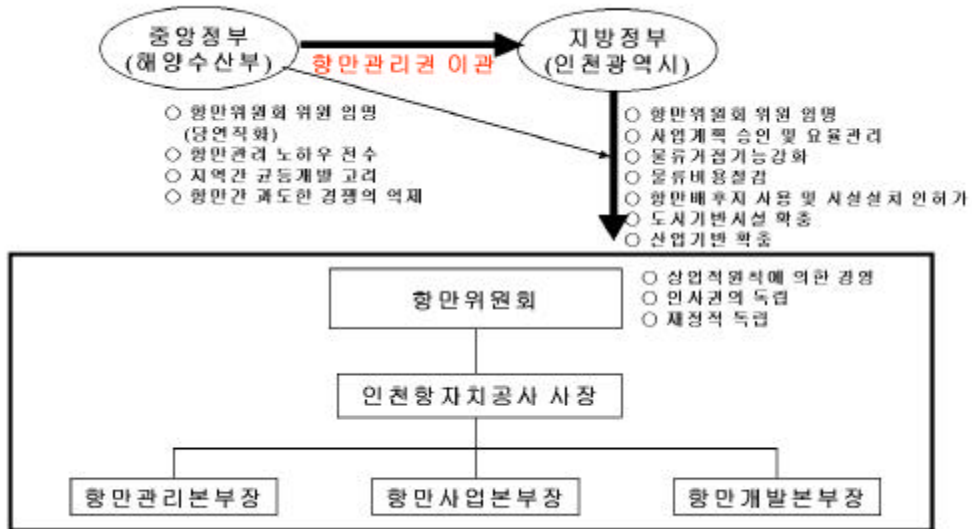 중앙정부
(해양수산부)
항만관리권 이관
지방정부
(인천광역시)
○ 항만위원회 위원 임명
(당연직화)
○ 항만관리 노하우 전수
○ 지역간 균등개발 고려
○ 항만간 과도한 경쟁의 억제
○ 항만위원회 위원 임명
○ 사업계획 승인 및 요율관리
○ 물류거점기능강화
○ 물류비용절감
○ 항만배후지 사용 및 시설설치 인허가
○ 도시기반시설 확충
○ 산업기반 확충
항만위원회
○ 상업적원칙에 의한 경영
○ 인사권의 독립
○ 재정적 독립
인천항자치공사 사장
항만관리본부장
항만사업본부장
항만개발본부장